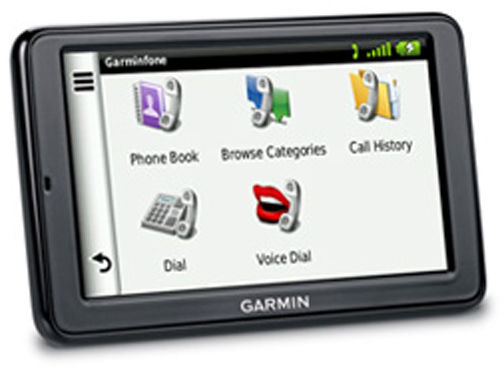 Garminfone
Phone Book
Browse Categories
Call History
Dial
Voice Dial
GARMIN